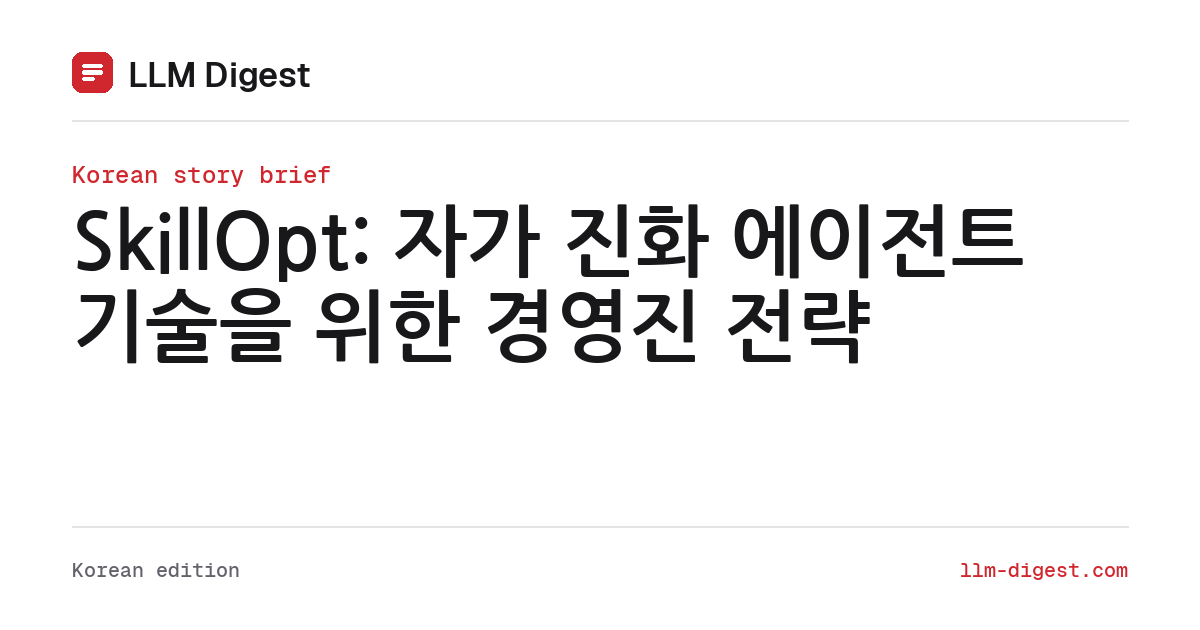 LLM Digest
Korean story brief
SkillOpt: 자가 진화 에이전트
기술을 위한 경영진 전략
Korean edition
llm-digest.com